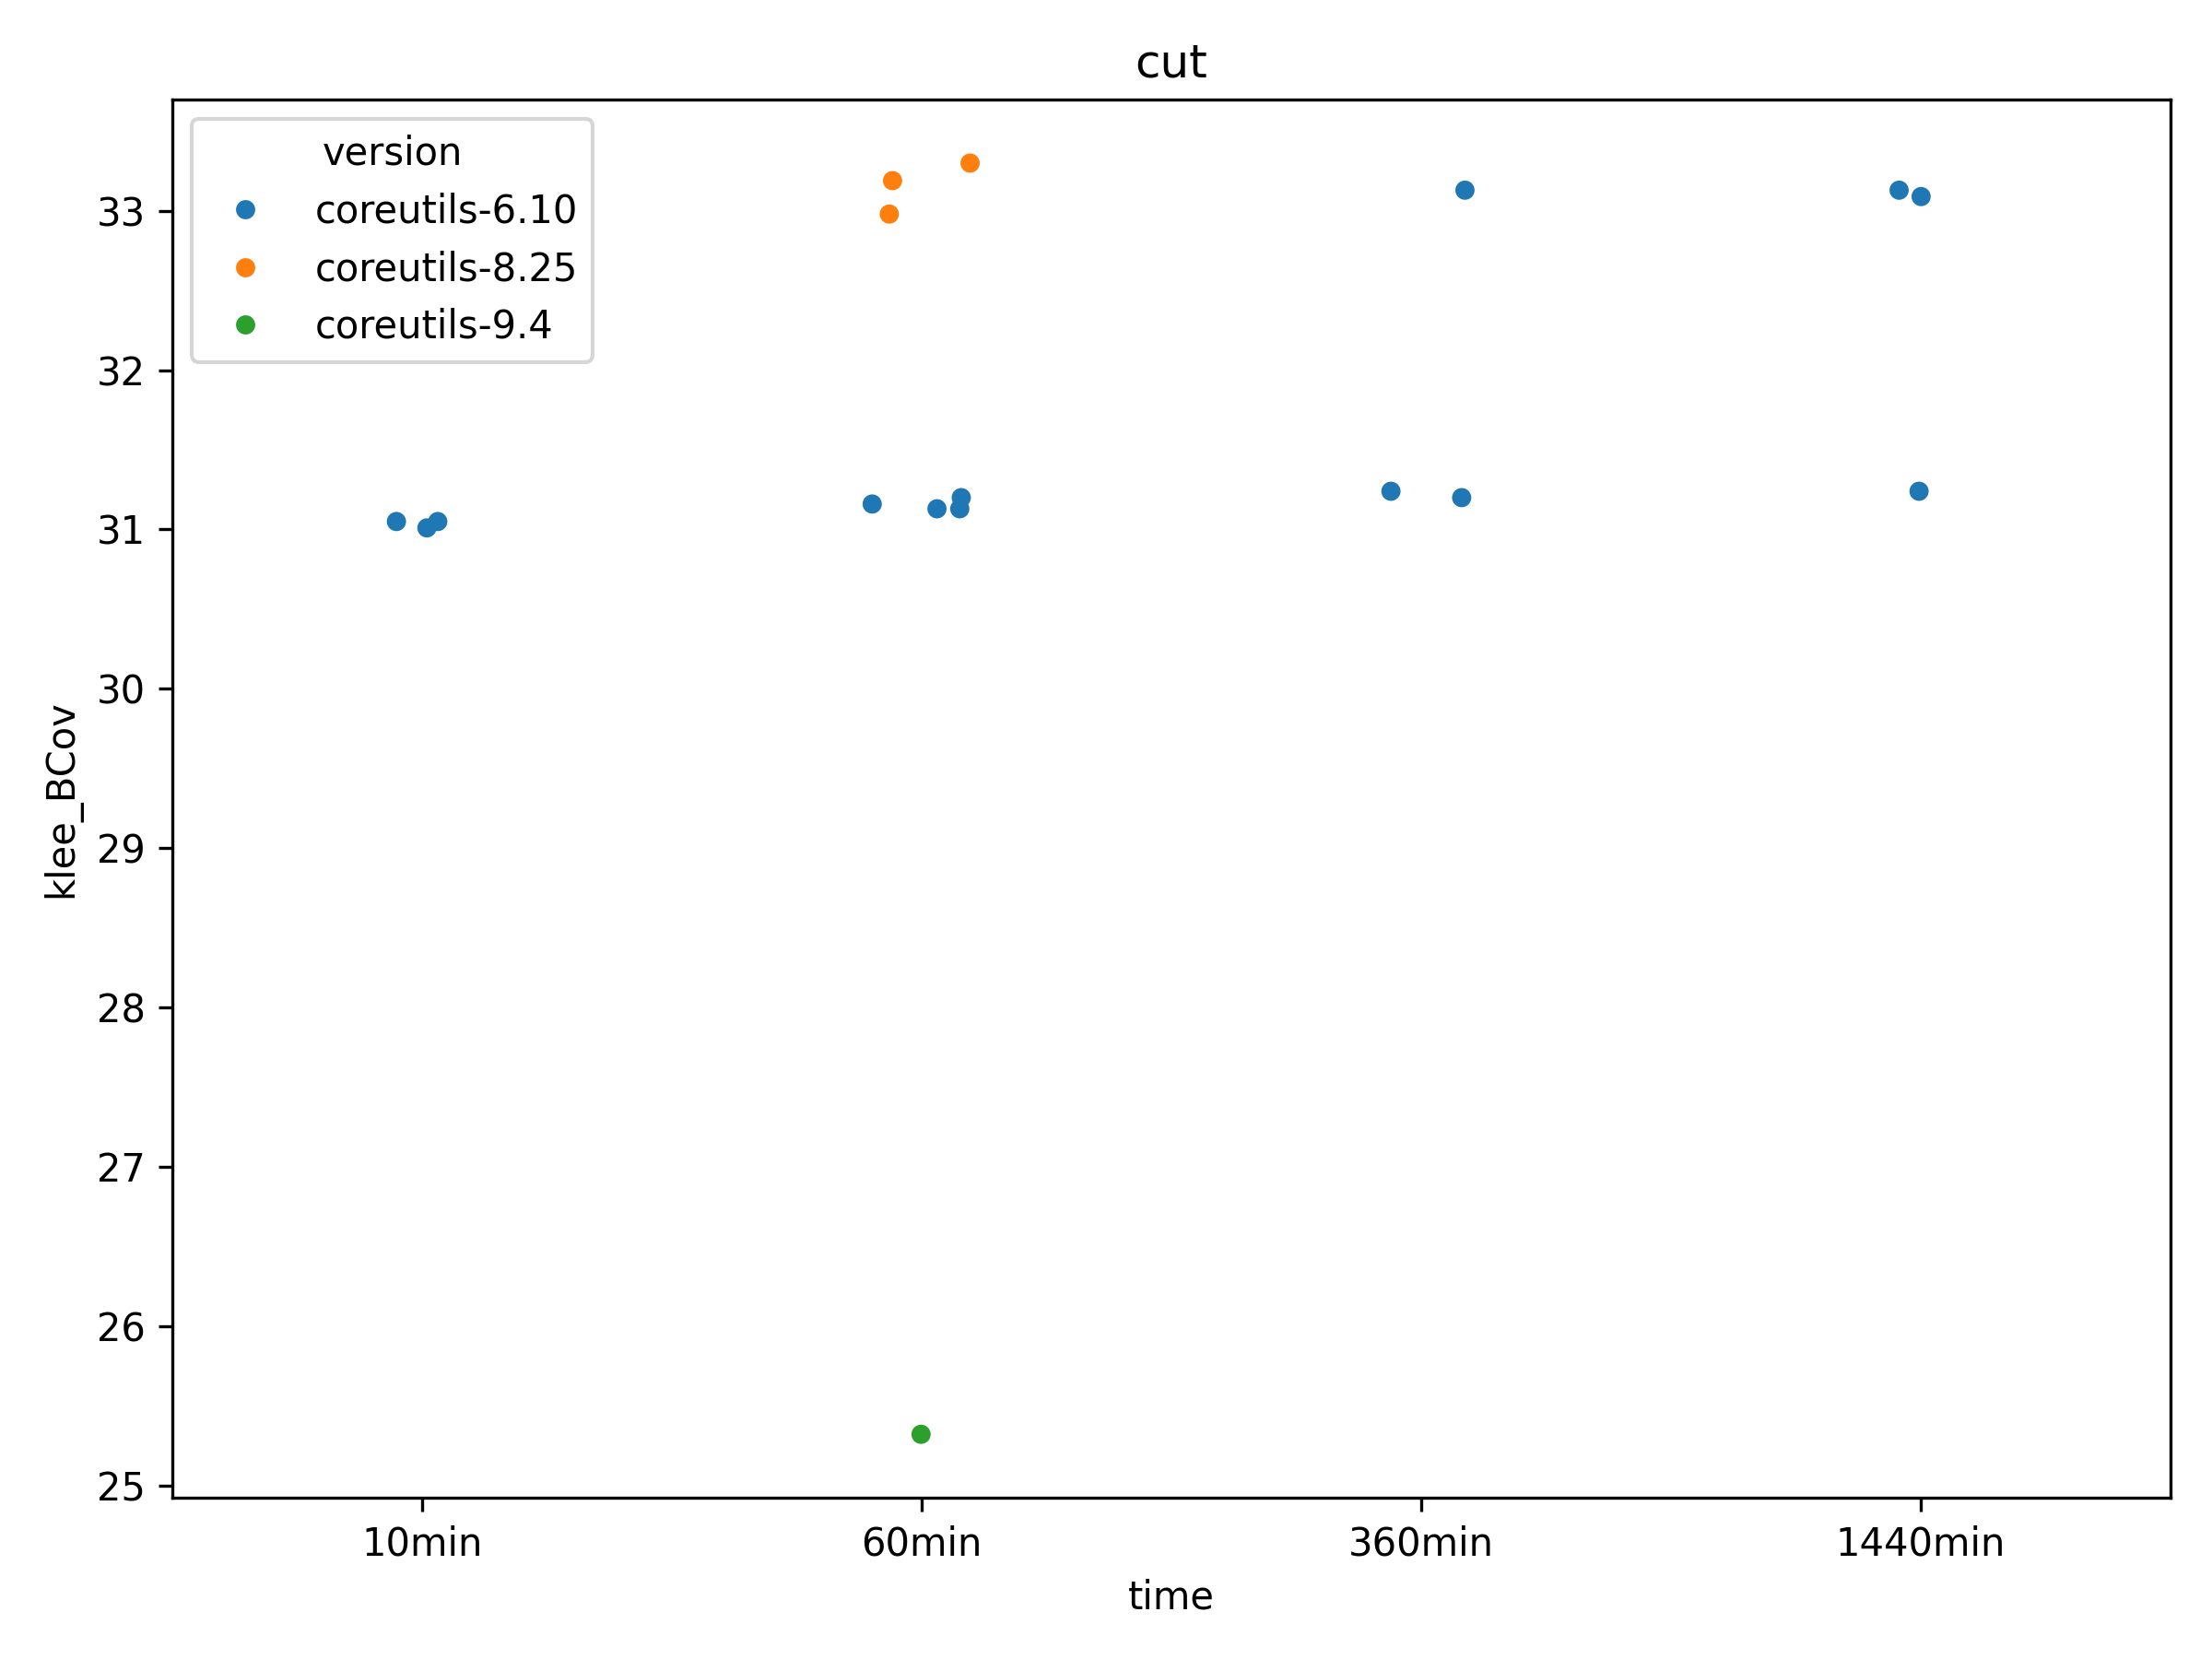 cut
version
coreutils-6.10
coreutils-8.25
coreutils-9.4
33
32
31
30
29
28
27
26
25
klee_BCov
10min
60min
360min
1440min
time